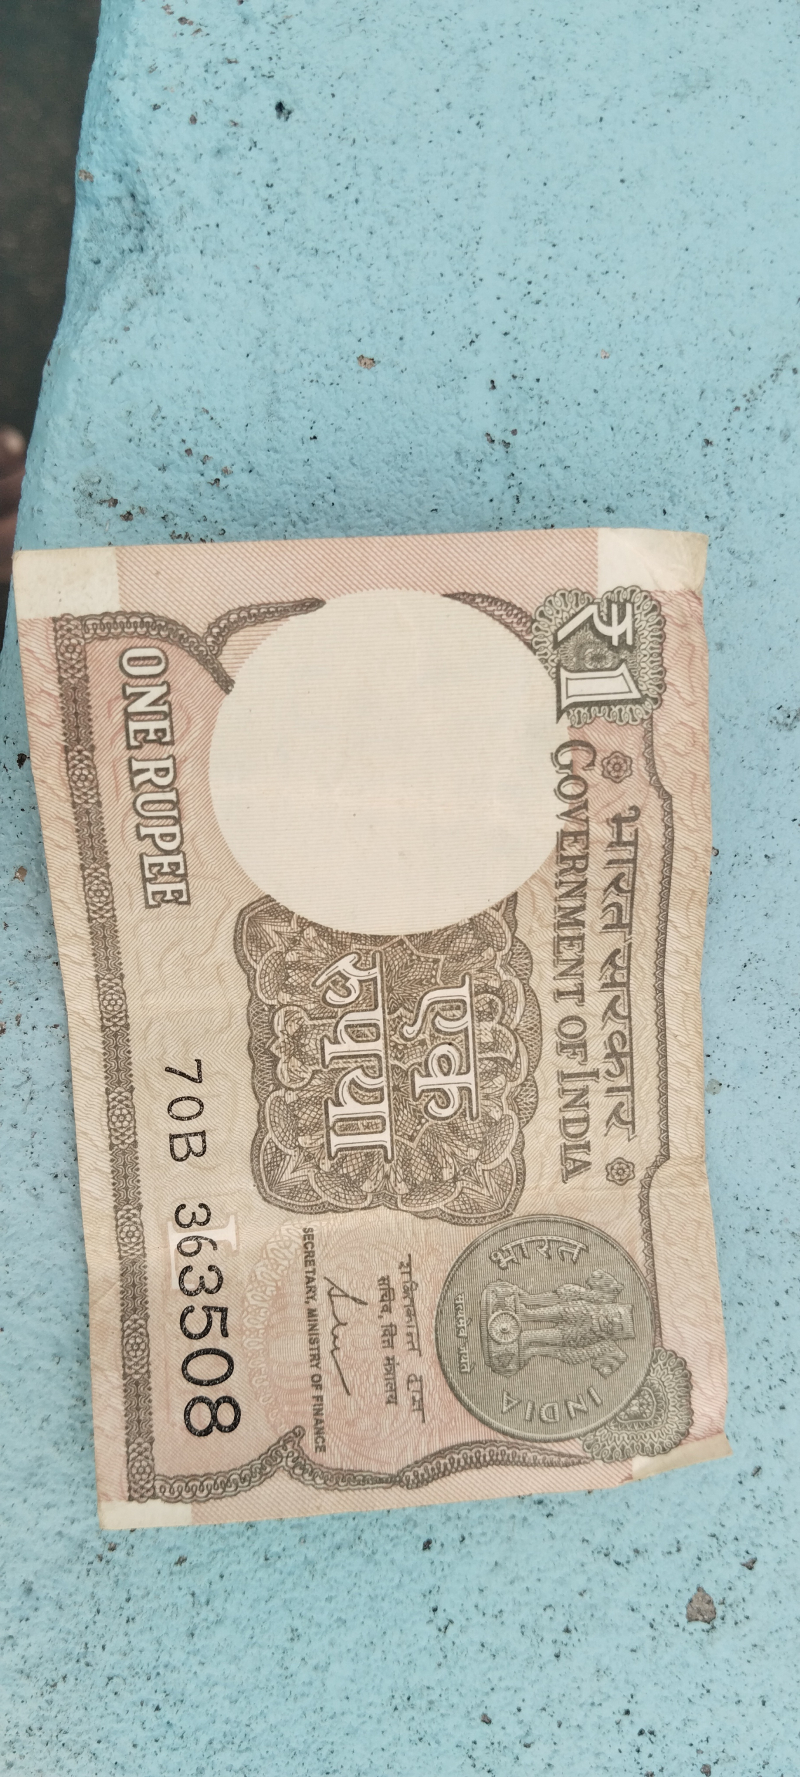 भारत सरकार
₹1 GOVERNMENT OF INDIA
भारत
सत्यमेव जयते
INDIA
एक
रुपया
शक्तिकान्त दास
सचिव, वित्त मंत्रालय
SECRETARY, MINISTRY OF FINANCE
L
ONE RUPEE
70B 363508